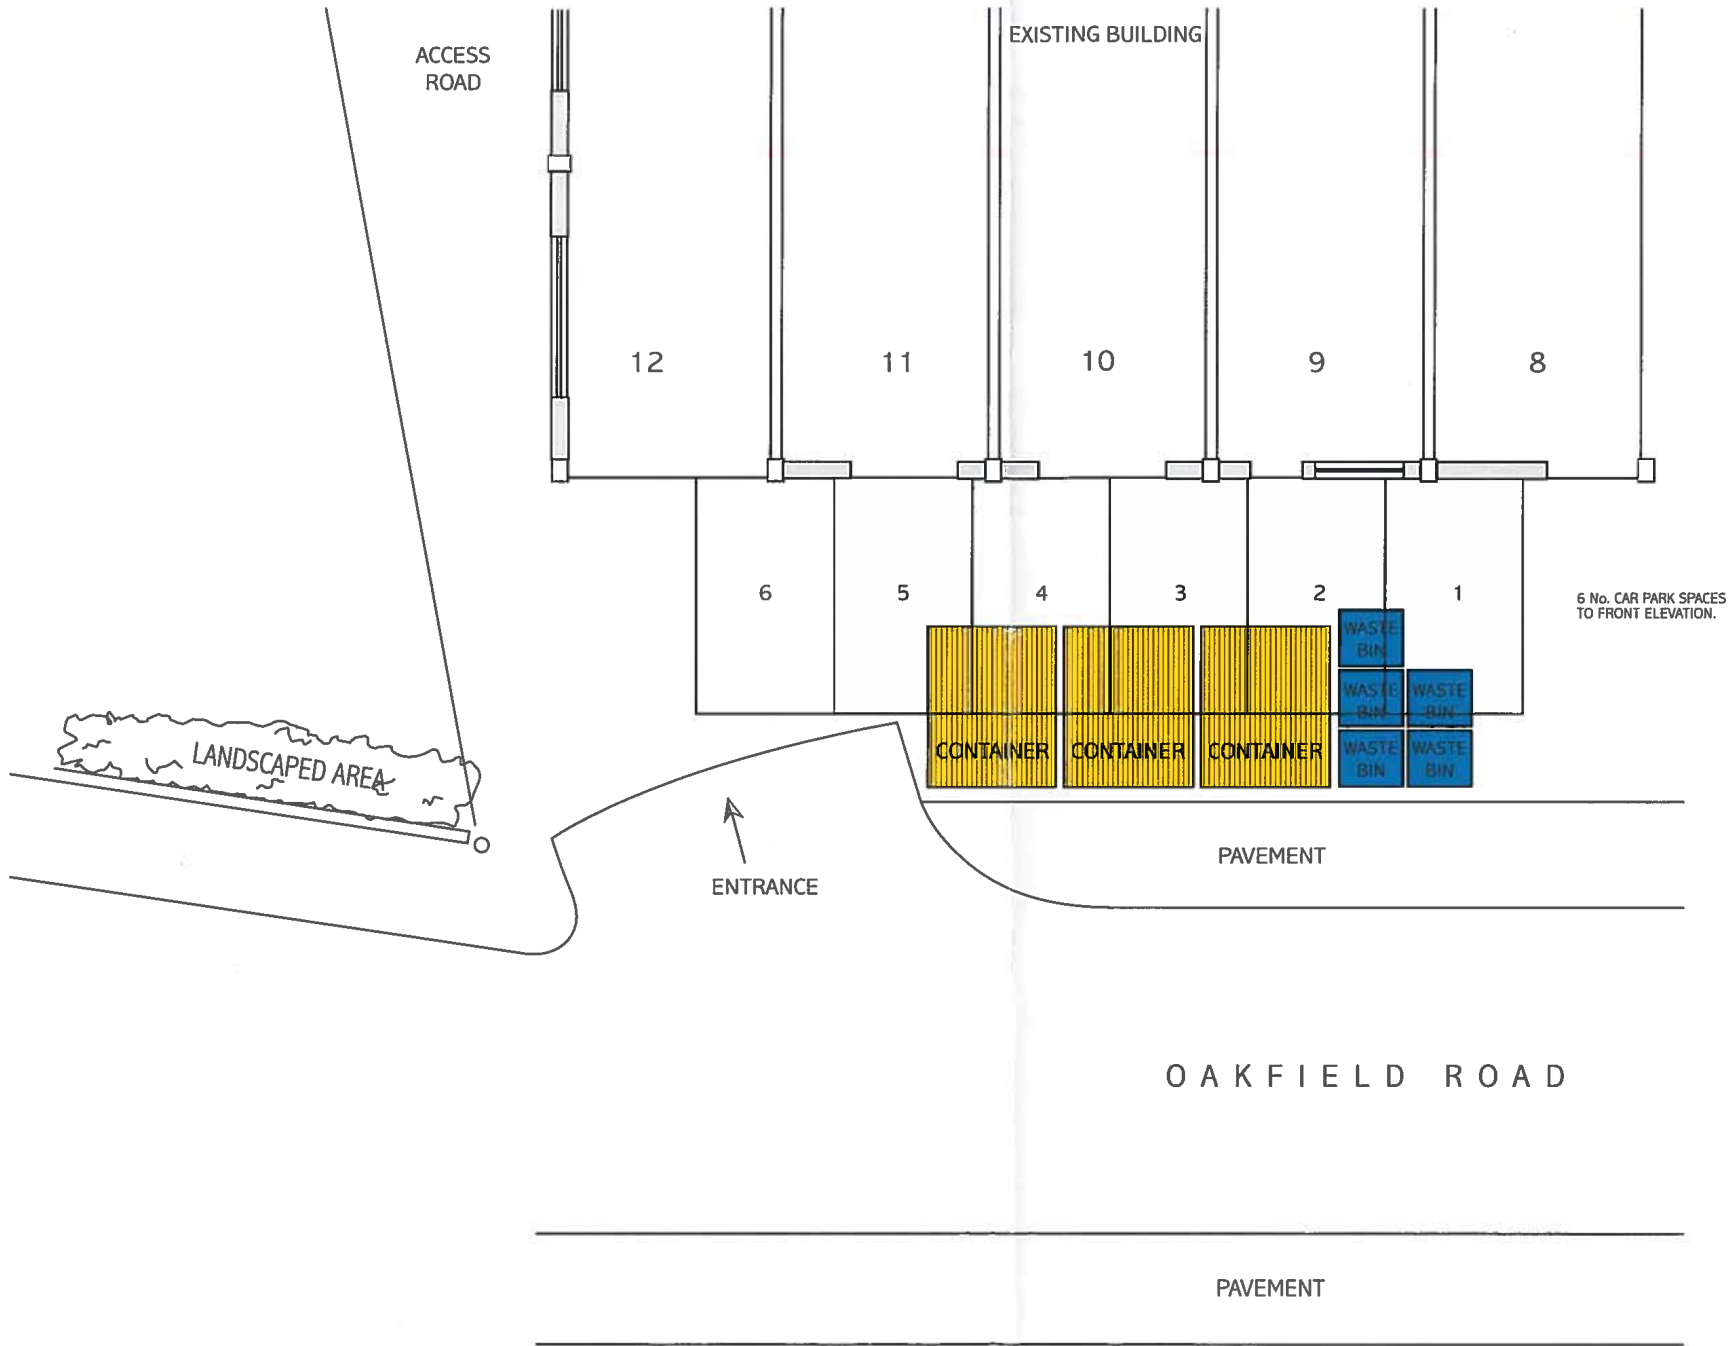 EXISTING BUILDING
ACCESS
ROAD
12
11
10
9
8
6
5
4
3
2
1
6 No. CAR PARK SPACES
TO FRONT ELEVATION.
WASTE
BIN
WASTE
BIN
WASTE
BIN
LANDSCAPED AREA
CONTAINER
CONTAINER
CONTAINER
WASTE
BIN
WASTE
BIN
PAVEMENT
ENTRANCE
OAKFIELD ROAD
PAVEMENT